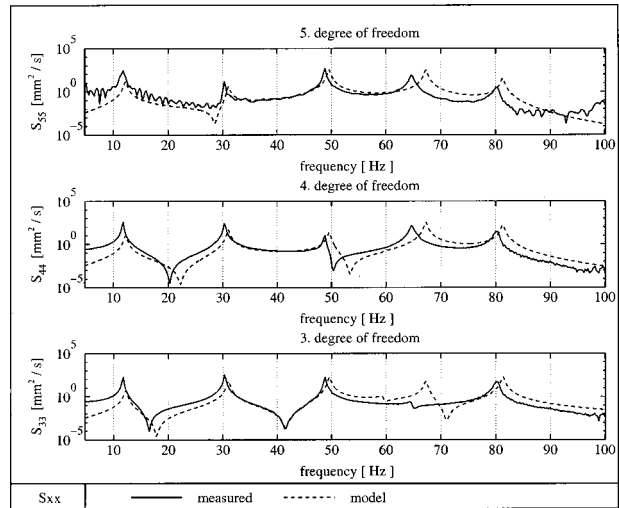 5. degree of freedom
10^5
10^0
10^-5
S_55 [mm^2 / s]
10 20 30 40 50 60 70 80 90 100
frequency [ Hz ]
4. degree of freedom
10^5
10^0
10^-5
S_44 [mm^2 / s]
10 20 30 40 50 60 70 80 90 100
frequency [ Hz ]
3. degree of freedom
10^5
10^0
10^-5
S_33 [mm^2 / s]
10 20 30 40 50 60 70 80 90 100
frequency [ Hz ]
Sxx measured model